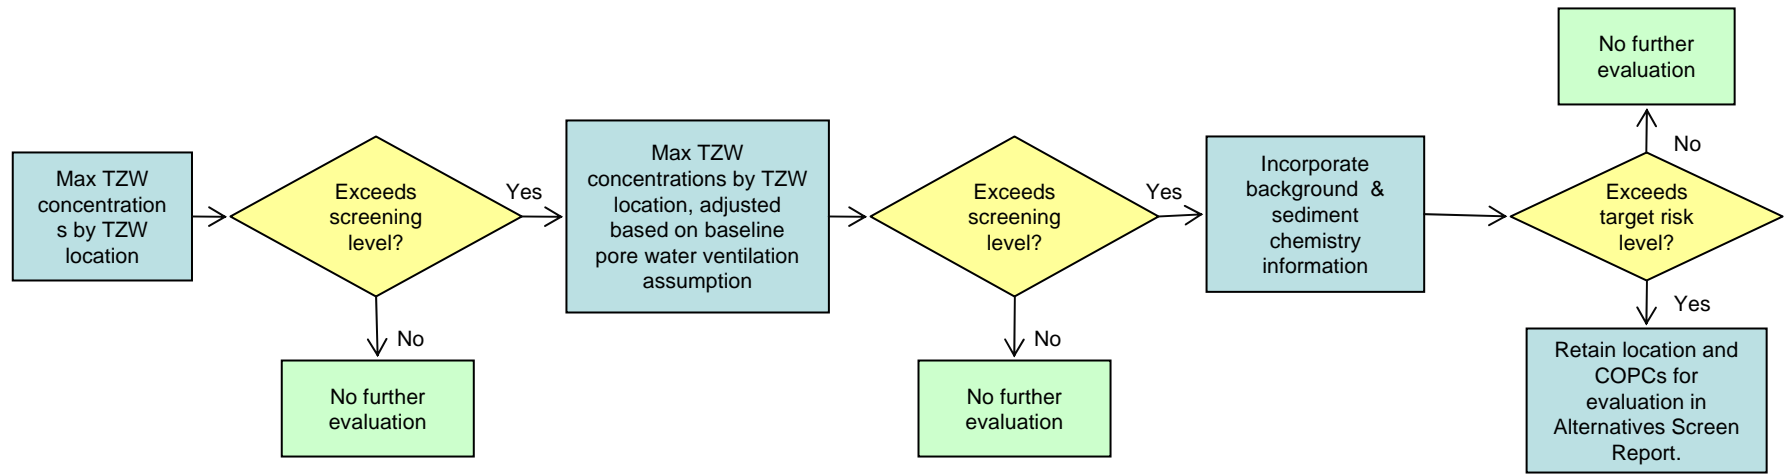 Max TZW
concentration
s by TZW
location
Exceeds
screening
level?
Yes
No
No further
evaluation
Max TZW
concentrations by TZW
location, adjusted
based on baseline
pore water ventilation
assumption
Exceeds
screening
level?
Yes
No
No further
evaluation
Incorporate
background &
sediment
chemistry
information
Exceeds
target risk
level?
No
No further
evaluation
Yes
Retain location and
COPCs for
evaluation in
Alternatives Screen
Report.